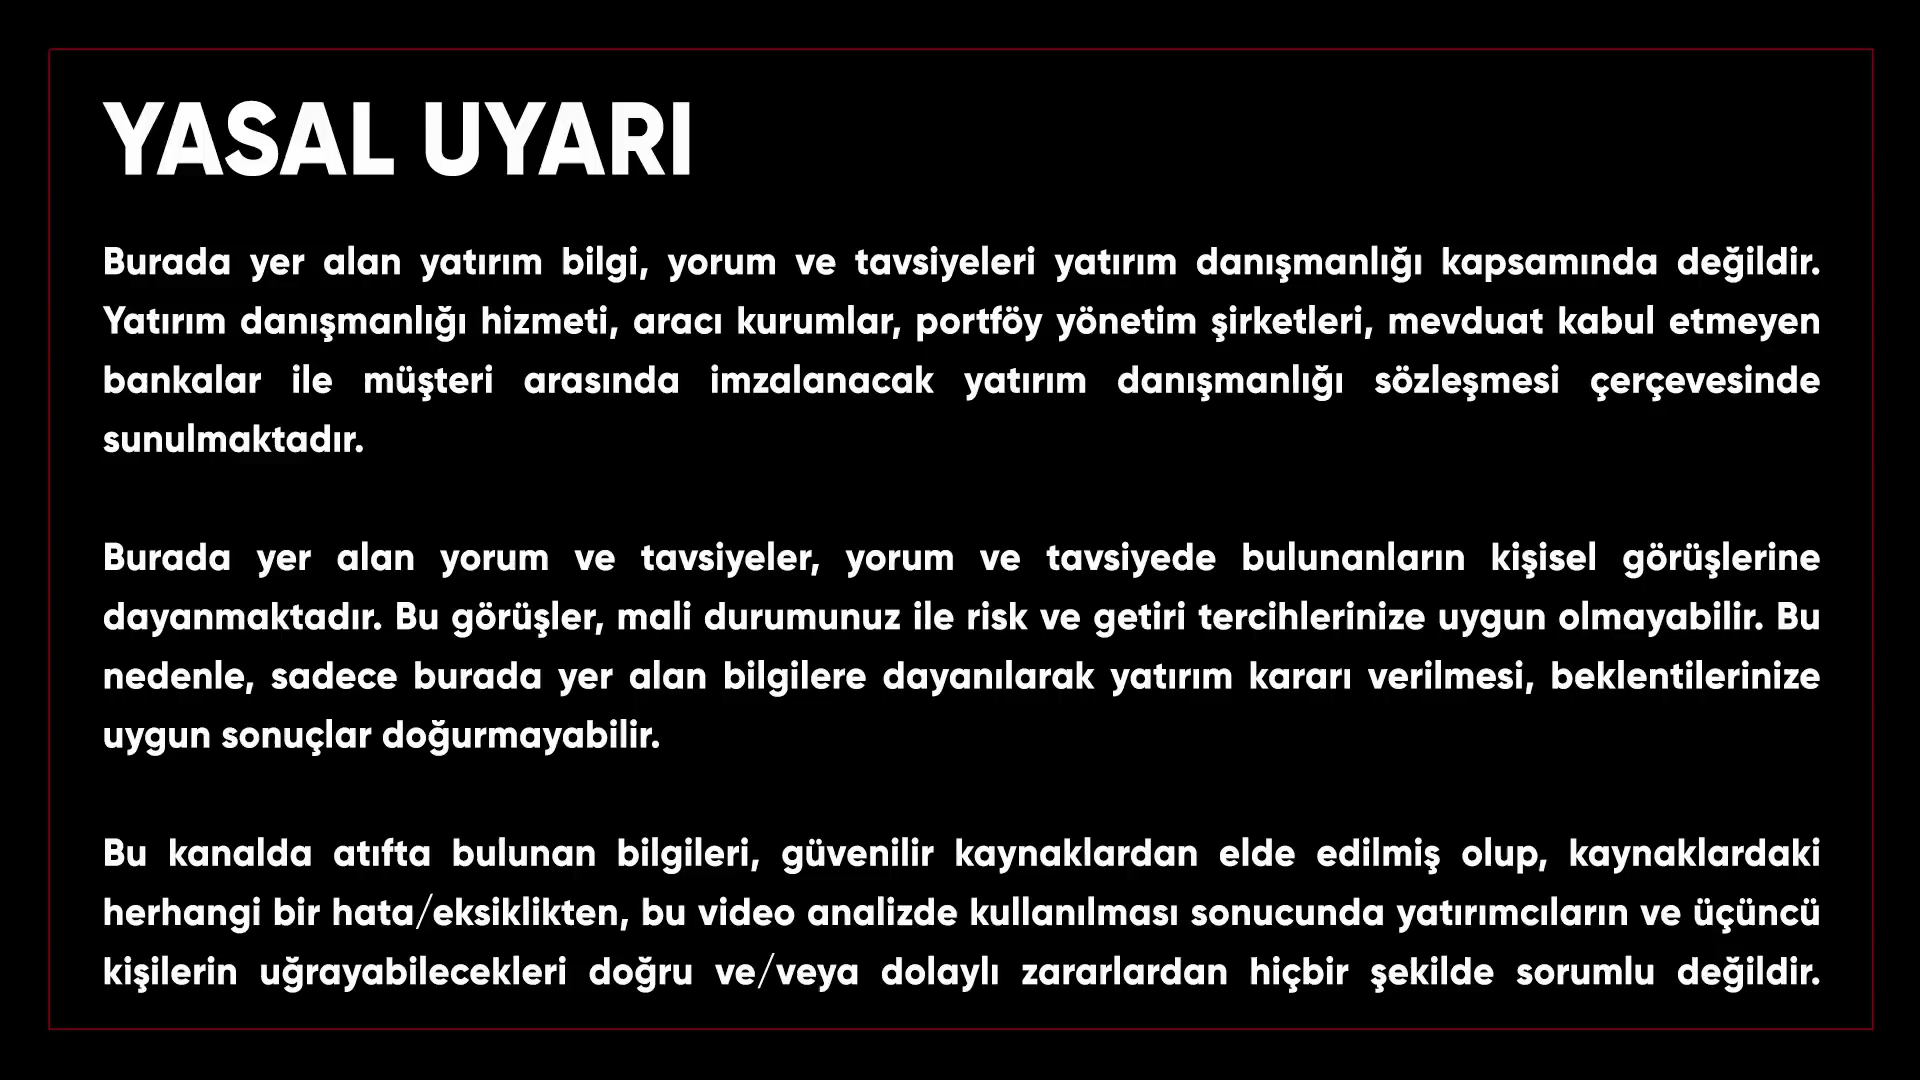 YASAL UYARI
Burada yer alan yatırım bilgi, yorum ve tavsiyeleri yatırım danışmanlığı kapsamında değildir.
Yatırım danışmanlığı hizmeti, aracı kurumlar, portföy yönetim şirketleri, mevduat kabul etmeyen
bankalar ile müşteri arasında imzalanacak yatırım danışmanlığı sözleşmesi çerçevesinde
sunulmaktadır.
Burada yer alan yorum ve tavsiyeler, yorum ve tavsiyede bulunanların kişisel görüşlerine
dayanmaktadır. Bu görüşler, mali durumunuz ile risk ve getiri tercihlerinize uygun olmayabilir. Bu
nedenle, sadece burada yer alan bilgilere dayanılarak yatırım kararı verilmesi, beklentilerinize
uygun sonuçlar doğurmayabilir.
Bu kanalda atıfta bulunan bilgileri, güvenilir kaynaklardan elde edilmiş olup, kaynaklardaki
herhangi bir hata/eksiklikten, bu video analizde kullanılması sonucunda yatırımcıların ve üçüncü
kişilerin uğrayabilecekleri doğru ve/veya dolaylı zararlardan hiçbir şekilde sorumlu değildir.